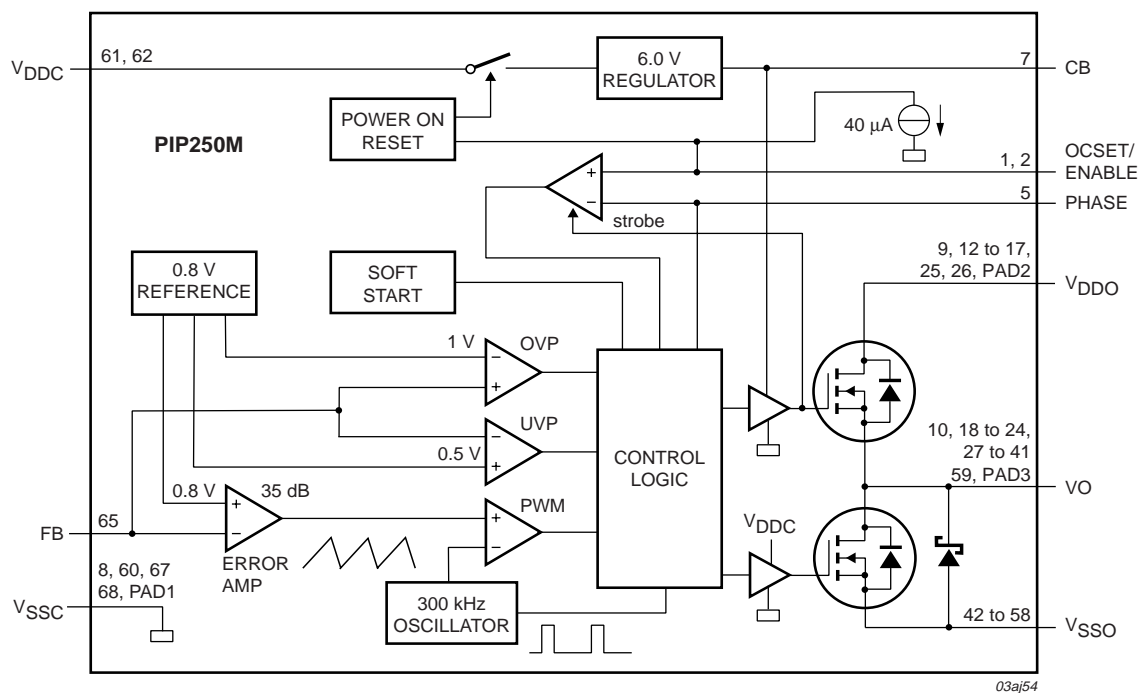 VDDC
61, 62
6.0 V
REGULATOR
7
CB
PIP250M
POWER ON
RESET
40 μA
1, 2
OCSET/
ENABLE
+
−
5
PHASE
strobe
0.8 V
REFERENCE
SOFT
START
9, 12 to 17,
25, 26, PAD2
VDDO
1 V
−
+
OVP
−
+
UVP
0.5 V
CONTROL
LOGIC
10, 18 to 24,
27 to 41
59, PAD3
VO
0.8 V
+
−
35 dB
ERROR
AMP
PWM
+
−
FB
65
VDDC
8, 60, 67
68, PAD1
VSSC
300 kHz
OSCILLATOR
42 to 58
VSSO
03aj54